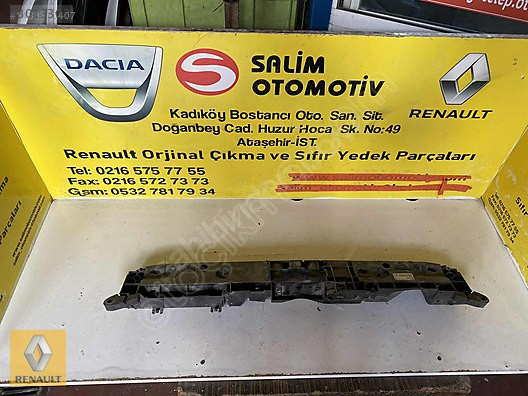 DACIA
S SALİM
OTOMOTİV
RENAULT
Kadıköy Bostancı Oto. San. Sit.
Doğanbey Cad. Huzur Hoca Sk. No:49
Ataşehir-İST.
Renault Orjinal Çıkma ve Sıfır Yedek Parçaları
Tel: 0216 575 77 55
Fax: 0216 572 73 73
Gsm: 0532 781 79 34
RENAULT